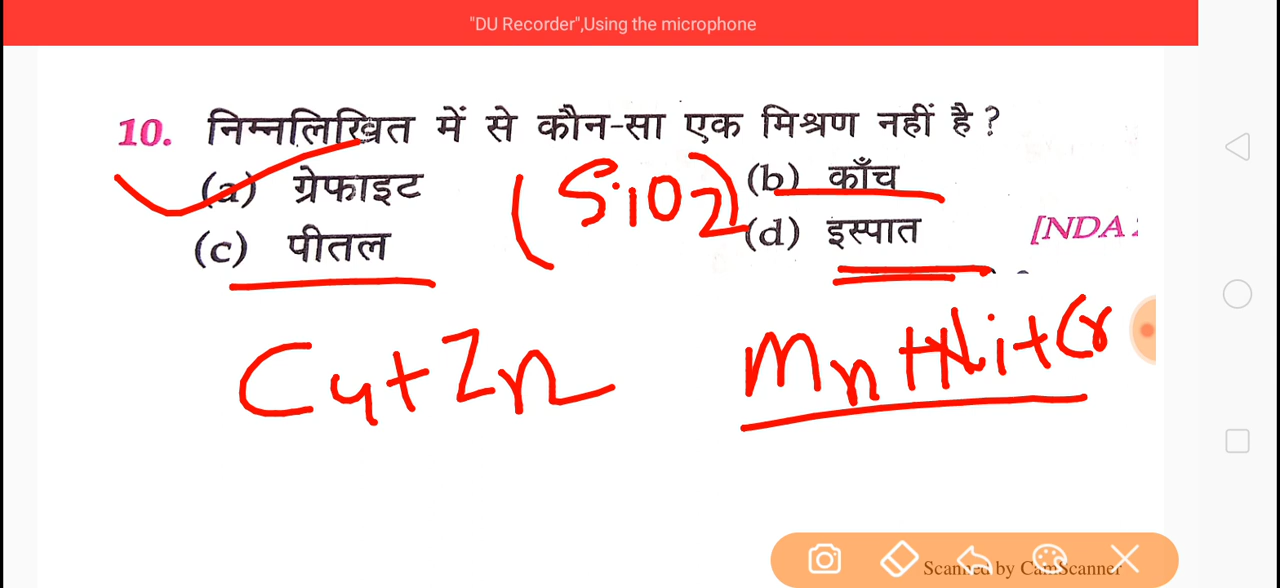 "DU Recorder",Using the microphone
10. निम्नलिखित में से कौन-सा एक मिश्रण नहीं है ?
(a) ग्रेफाइट (SiO2) (b) काँच
(c) पीतल (d) इस्पात [NDA
Cu+Zn Mn+Ni+Cr
Scanned by CamScanner